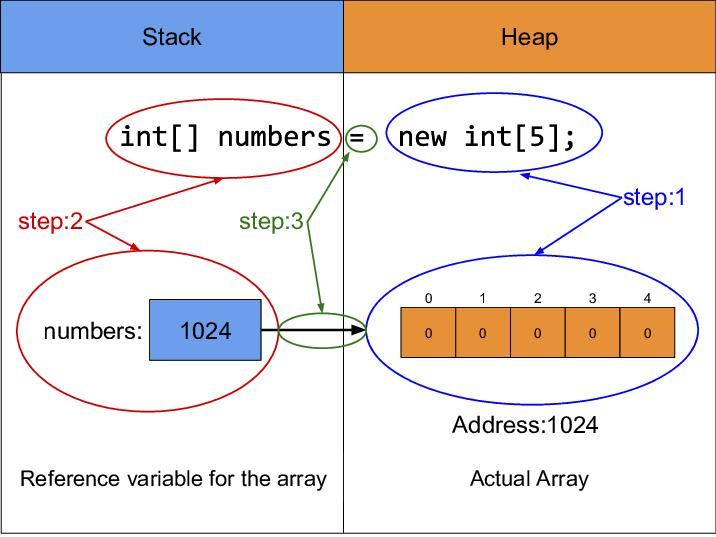 Stack
Heap
int[] numbers = new int[5];
step:2
step:3
step:1
0 1 2 3 4
numbers: 1024
0 0 0 0 0
Address:1024
Reference variable for the array
Actual Array